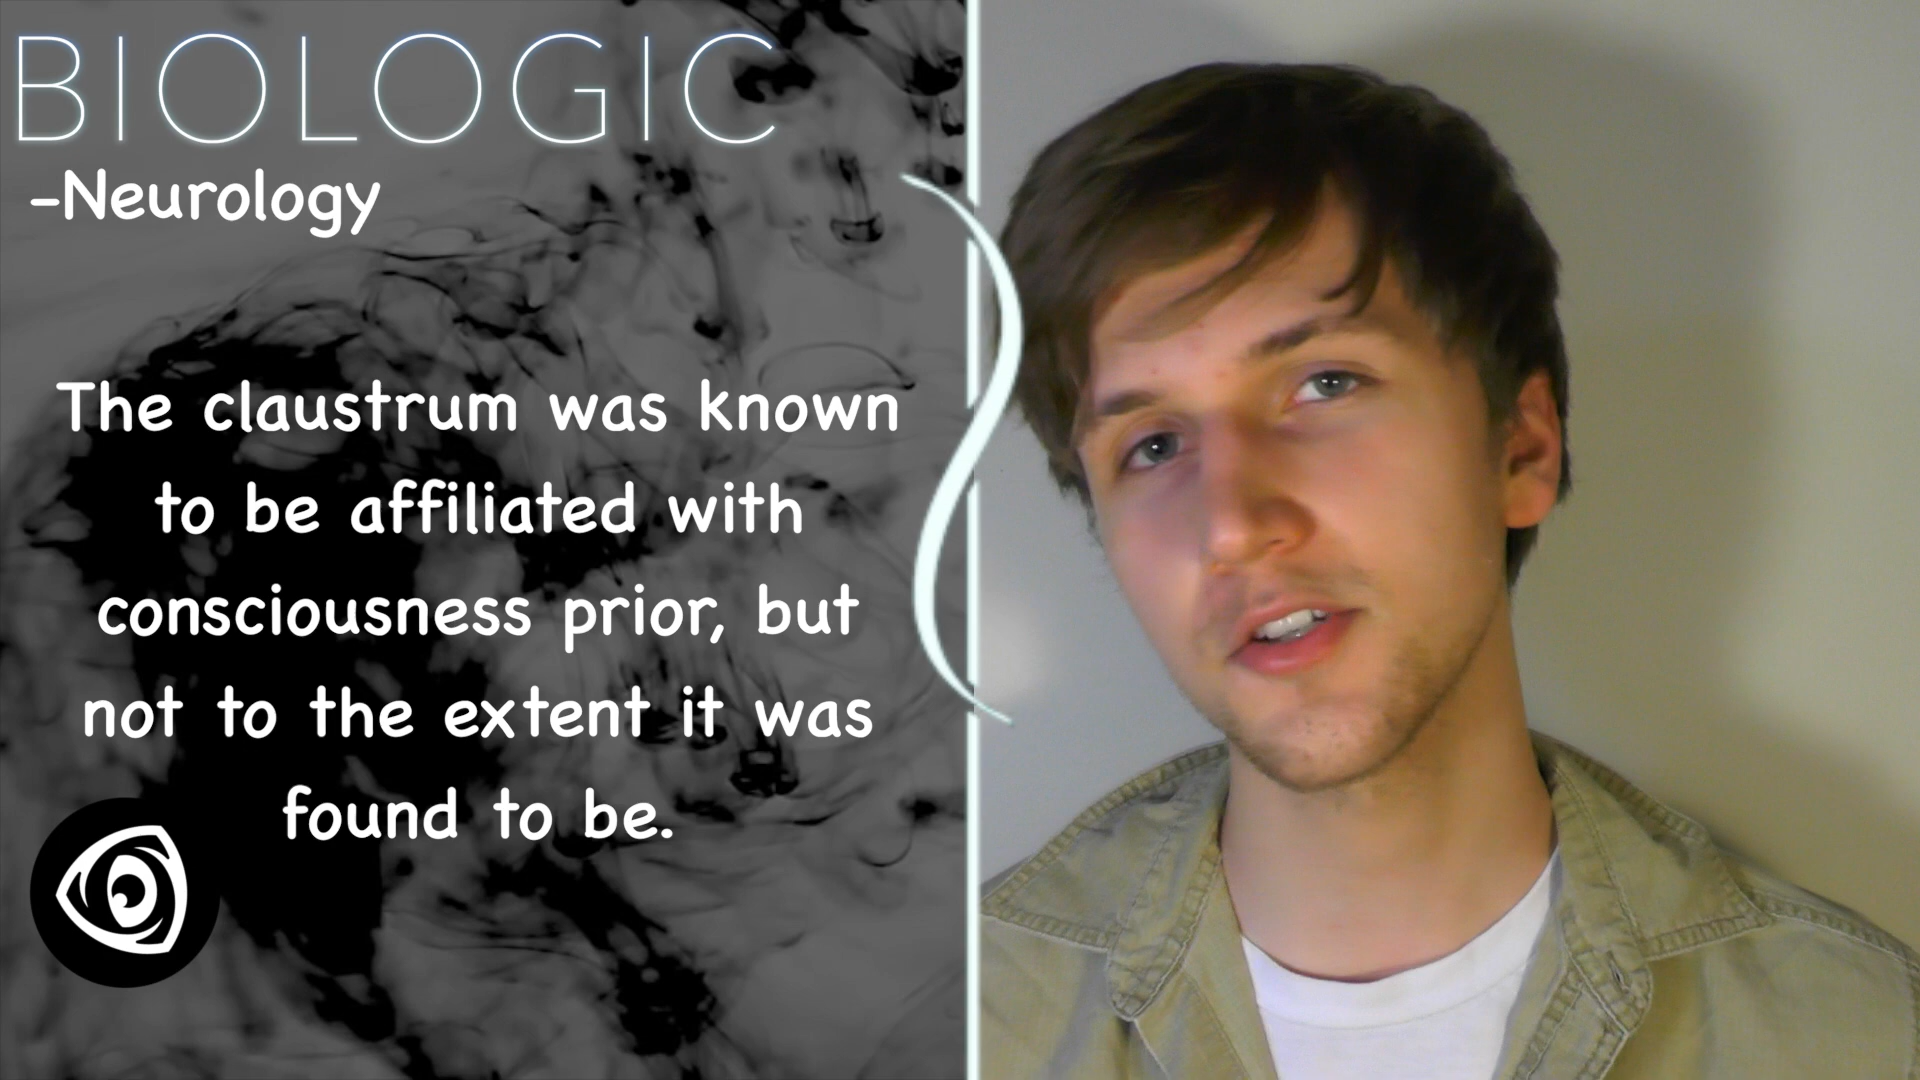 BIOLOGIC
-Neurology
The claustrum was known
to be affiliated with
consciousness prior, but
not to the extent it was
found to be.